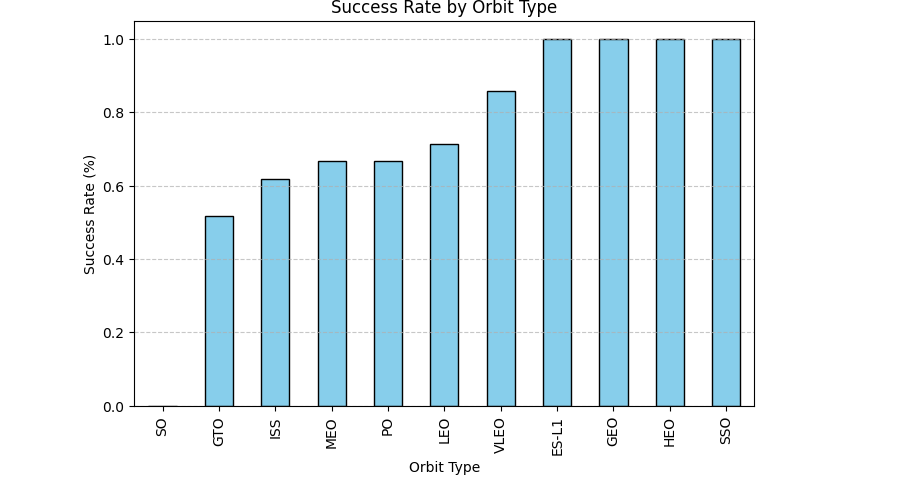 Success Rate by Orbit Type
Success Rate (%)
1.0
0.8
0.6
0.4
0.2
0.0
SO
GTO
ISS
MEO
PO
LEO
VLEO
ES-L1
GEO
HEO
SSO
Orbit Type